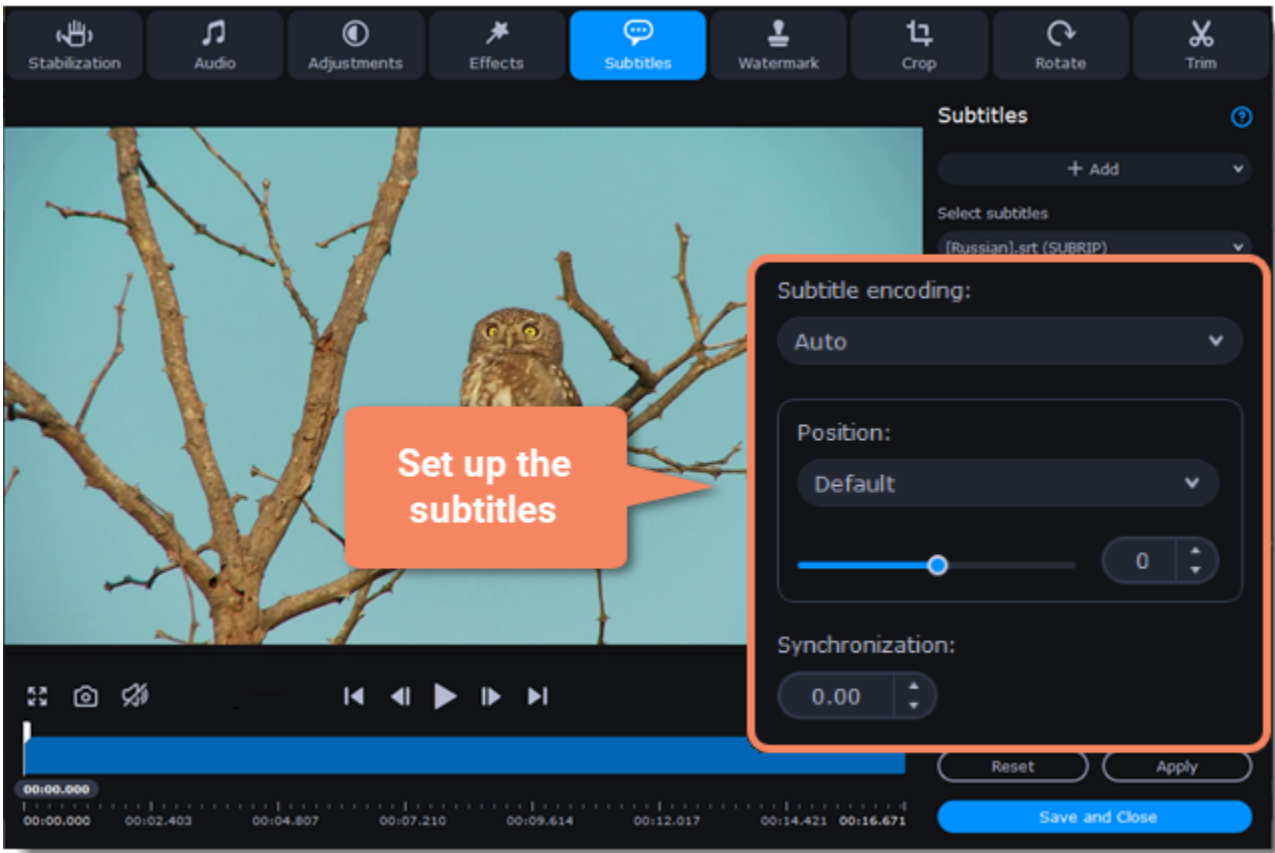 Stabilization
Audio
Adjustments
Effects
Subtitles
Watermark
Crop
Rotate
Trim
Subtitles
?
+ Add
Select subtitles
[Russian].srt (SUBRIP)
Subtitle encoding:
Auto
Position:
Default
0
Synchronization:
0.00
Set up the
subtitles
Reset
Apply
Save and Close
00:00.000
00:00.000
00:02.403
00:04.807
00:07.210
00:09.614
00:12.017
00:14.421
00:16.671